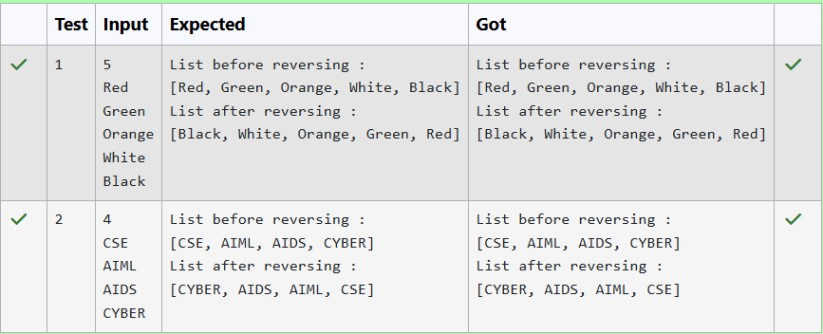 Test Input Expected Got
1 5 List before reversing : List before reversing :
Red [Red, Green, Orange, White, Black] [Red, Green, Orange, White, Black]
Green List after reversing : List after reversing :
Orange [Black, White, Orange, Green, Red] [Black, White, Orange, Green, Red]
White
Black
2 4 List before reversing : List before reversing :
CSE [CSE, AIML, AIDS, CYBER] [CSE, AIML, AIDS, CYBER]
AIML List after reversing : List after reversing :
AIDS [CYBER, AIDS, AIML, CSE] [CYBER, AIDS, AIML, CSE]
CYBER